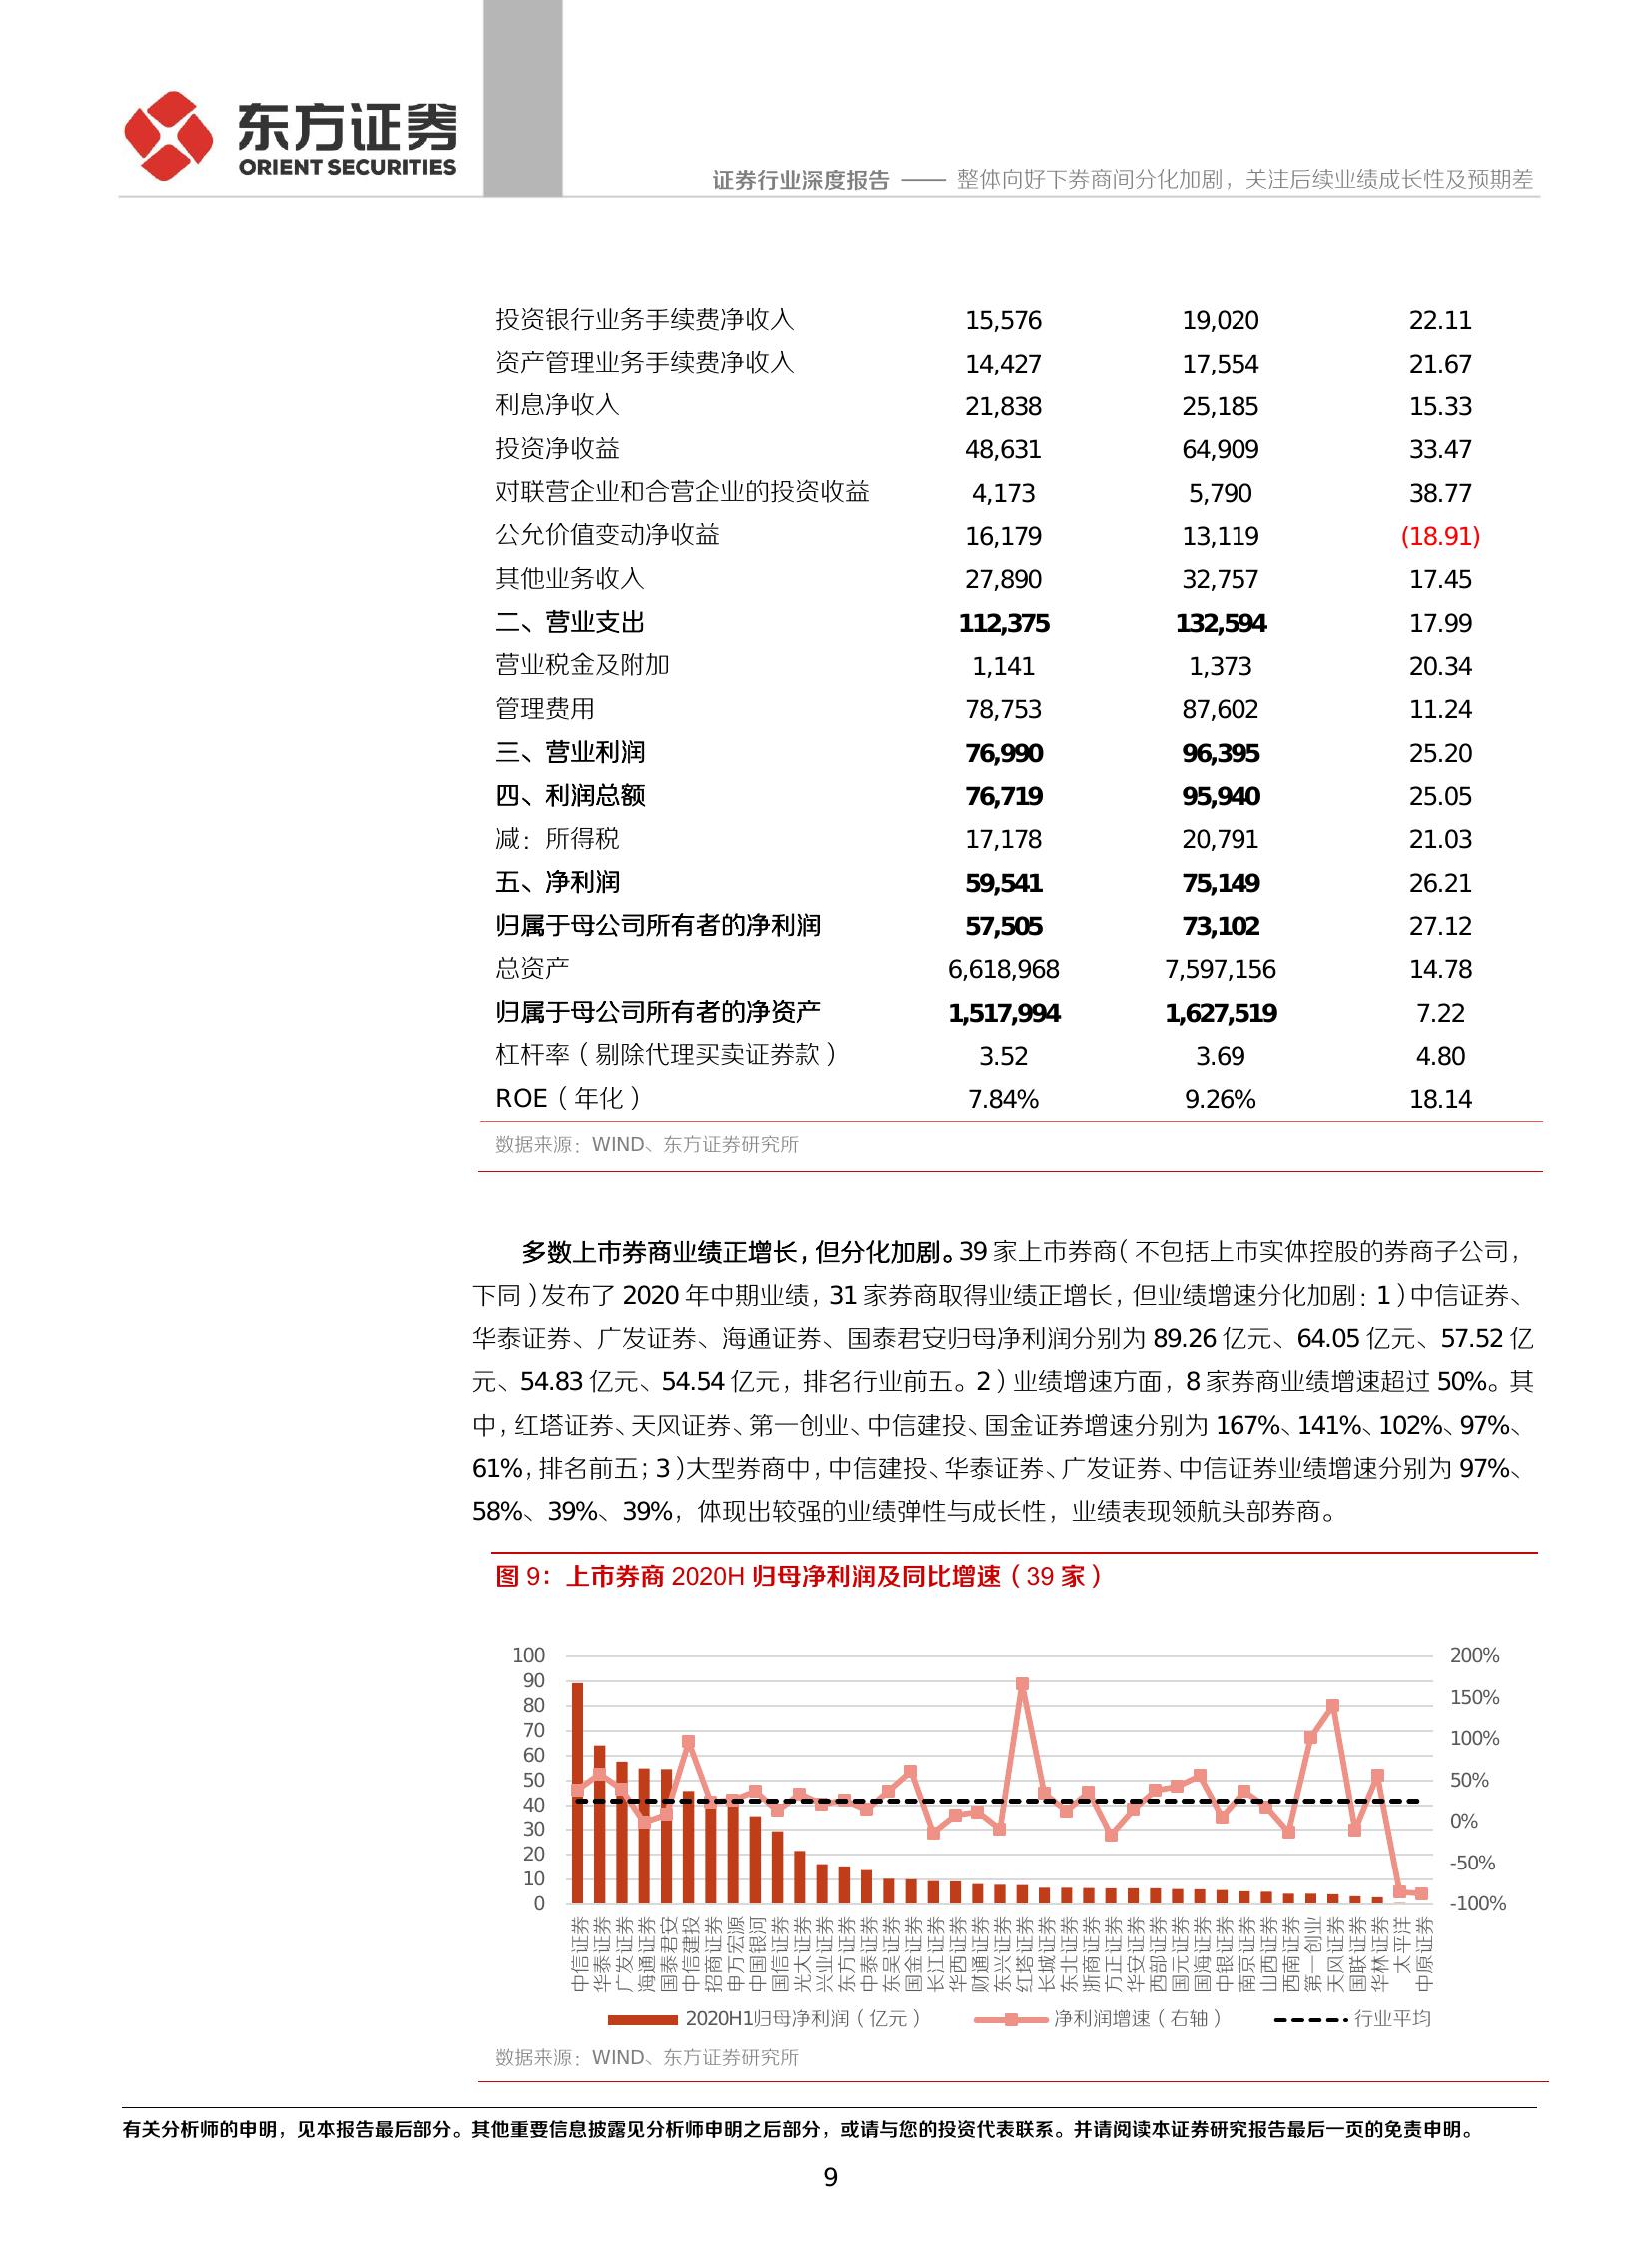 东方证券
ORIENT SECURITIES
证券行业深度报告 —— 整体向好下券商间分化加剧，关注后续业绩成长性及预期差
投资银行业务手续费净收入 15,576 19,020 22.11
资产管理业务手续费净收入 14,427 17,554 21.67
利息净收入 21,838 25,185 15.33
投资净收益 48,631 64,909 33.47
对联营企业和合营企业的投资收益 4,173 5,790 38.77
公允价值变动净收益 16,179 13,119 (18.91)
其他业务收入 27,890 32,757 17.45
二、营业支出 112,375 132,594 17.99
营业税金及附加 1,141 1,373 20.34
管理费用 78,753 87,602 11.24
三、营业利润 76,990 96,395 25.20
四、利润总额 76,719 95,940 25.05
减：所得税 17,178 20,791 21.03
五、净利润 59,541 75,149 26.21
归属于母公司所有者的净利润 57,505 73,102 27.12
总资产 6,618,968 7,597,156 14.78
归属于母公司所有者的净资产 1,517,994 1,627,519 7.22
杠杆率（剔除代理买卖证券款） 3.52 3.69 4.80
ROE（年化） 7.84% 9.26% 18.14
数据来源：WIND、东方证券研究所
多数上市券商业绩正增长，但分化加剧。39 家上市券商（不包括上市实体控股的券商子公司，
下同）发布了 2020 年中期业绩，31 家券商取得业绩正增长，但业绩增速分化加剧：1）中信证券、
华泰证券、广发证券、海通证券、国泰君安归母净利润分别为 89.26 亿元、64.05 亿元、57.52 亿
元、54.83 亿元、54.54 亿元，排名行业前五。2）业绩增速方面，8 家券商业绩增速超过 50%。其
中，红塔证券、天风证券、第一创业、中信建投、国金证券增速分别为 167%、141%、102%、97%、
61%，排名前五；3）大型券商中，中信建投、华泰证券、广发证券、中信证券业绩增速分别为 97%、
58%、39%、39%，体现出较强的业绩弹性与成长性，业绩表现领航头部券商。
图 9：上市券商 2020H 归母净利润及同比增速（39 家）
100 200%
90
80 150%
70
60 100%
50 50%
40
30 0%
20 -50%
10
0 -100%
中信证券
华泰证券
广发证券
海通证券
国泰君安
中信建投
招商证券
申万宏源
中国银河
国信证券
光大证券
兴业证券
东方证券
中泰证券
东吴证券
国金证券
长江证券
华西证券
财通证券
东兴证券
红塔证券
长城证券
东北证券
浙商证券
方正证券
华安证券
西部证券
国元证券
国海证券
中银证券
南京证券
山西证券
西南证券
第一创业
天风证券
国联证券
华林证券
太平洋
中原证券
2020H1归母净利润（亿元） 净利润增速（右轴） 行业平均
数据来源：WIND、东方证券研究所
有关分析师的申明，见本报告最后部分。其他重要信息披露见分析师申明之后部分，或请与您的投资代表联系。并请阅读本证券研究报告最后一页的免责申明。
9